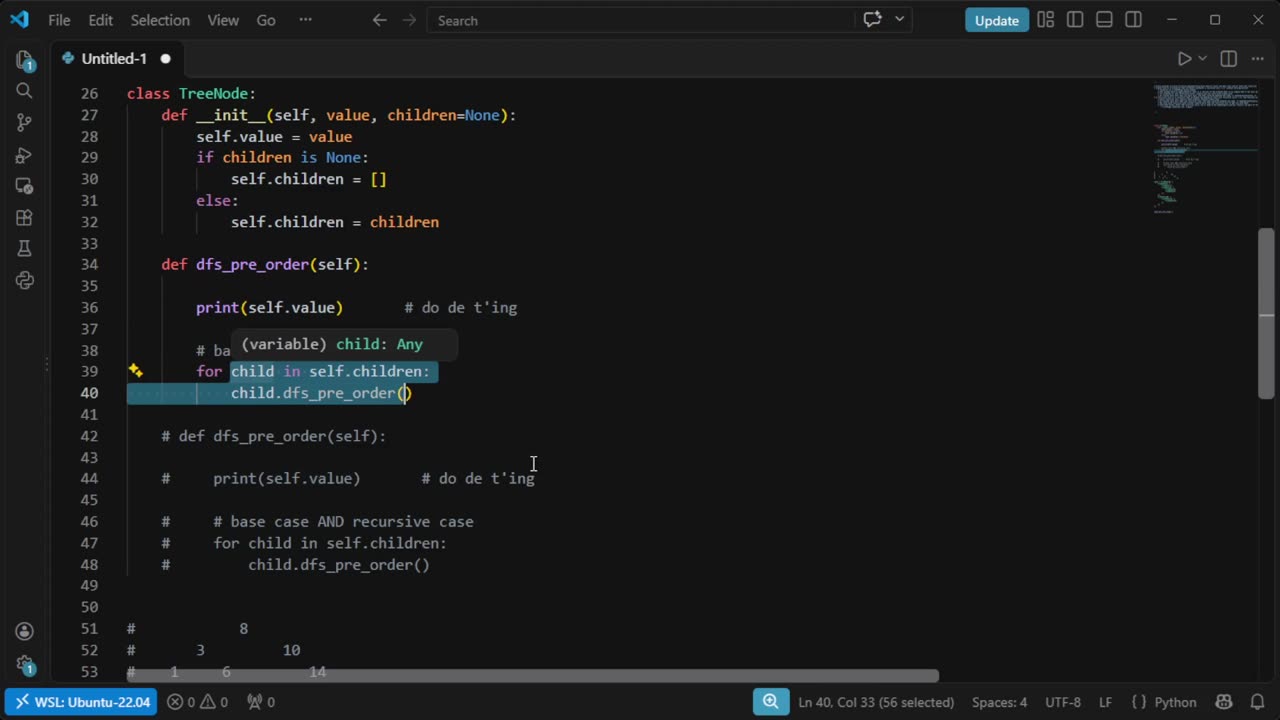 File Edit Selection View Go ··· Search Update
Untitled-1
26 class TreeNode:
27 def __init__(self, value, children=None):
28 self.value = value
29 if children is None:
30 self.children = []
31 else:
32 self.children = children
33
34 def dfs_pre_order(self):
35
36 print(self.value) # do de t'ing
37
(variable) child: Any
38 # ba
39 for child in self.children:
40 child.dfs_pre_order()
41
42 # def dfs_pre_order(self):
43
44 # print(self.value) # do de t'ing
45
46 # # base case AND recursive case
47 # for child in self.children:
48 # child.dfs_pre_order()
49
50
51 # 8
52 # 3 10
53 # 1 6 14
WSL: Ubuntu-22.04 0 0 0 Ln 40, Col 33 (56 selected) Spaces: 4 UTF-8 LF { } Python